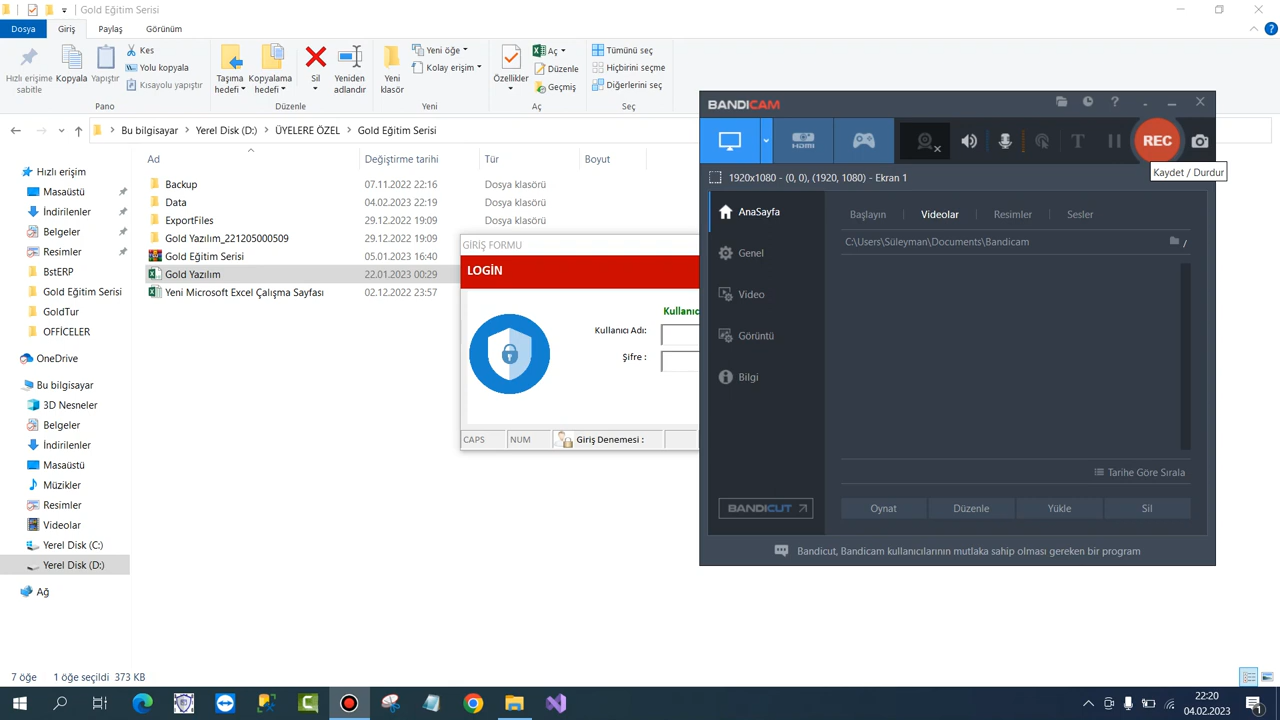 Gold Eğitim Serisi
Dosya Giriş Paylaş Görünüm
Hızlı erişime sabitle
Kopyala
Yapıştır
Kes
Yolu kopyala
Kısayolu yapıştır
Pano
Taşıma hedefi
Kopyalama hedefi
Sil
Yeniden adlandır
Düzenle
Yeni klasör
Yeni öğe
Kolay erişim
Yeni
Özellikler
Aç
Düzenle
Geçmiş
Aç
Tümünü seç
Hiçbirini seçme
Diğerlerini seç
Seç
Bu bilgisayar > Yerel Disk (D:) > ÜYELERE ÖZEL > Gold Eğitim Serisi
Ad Değiştirme tarihi Tür Boyut
Backup 07.11.2022 22:16 Dosya klasörü
Data 04.02.2023 22:19 Dosya klasörü
ExportFiles 29.12.2022 19:09 Dosya klasörü
Gold Yazılım_221205000509 29.12.2022 19:09 Dosya klasörü
Gold Eğitim Serisi 05.01.2023 16:40
Gold Yazılım 22.01.2023 00:29
Yeni Microsoft Excel Çalışma Sayfası 02.12.2022 23:57
Hızlı erişim
Masaüstü
İndirilenler
Belgeler
Resimler
BstERP
Gold Eğitim Serisi
GoldTur
OFFİCELER
OneDrive
Bu bilgisayar
3D Nesneler
Belgeler
İndirilenler
Masaüstü
Müzikler
Resimler
Videolar
Yerel Disk (C:)
Yerel Disk (D:)
Ağ
7 öğe 1 öğe seçildi 373 KB
GİRİŞ FORMU
LOGİN
Kullanıcı Adı:
Şifre :
CAPS NUM Giriş Denemesi :
BANDICAM
HDMI
REC
Kaydet / Durdur
1920x1080 - (0, 0), (1920, 1080) - Ekran 1
AnaSayfa
Genel
Video
Görüntü
Bilgi
BANDICUT
Başlayın Videolar Resimler Sesler
C:\Users\Süleyman\Documents\Bandicam /
Tarihe Göre Sırala
Oynat Düzenle Yükle Sil
Bandicut, Bandicam kullanıcılarının mutlaka sahip olması gereken bir program
22:20
04.02.2023